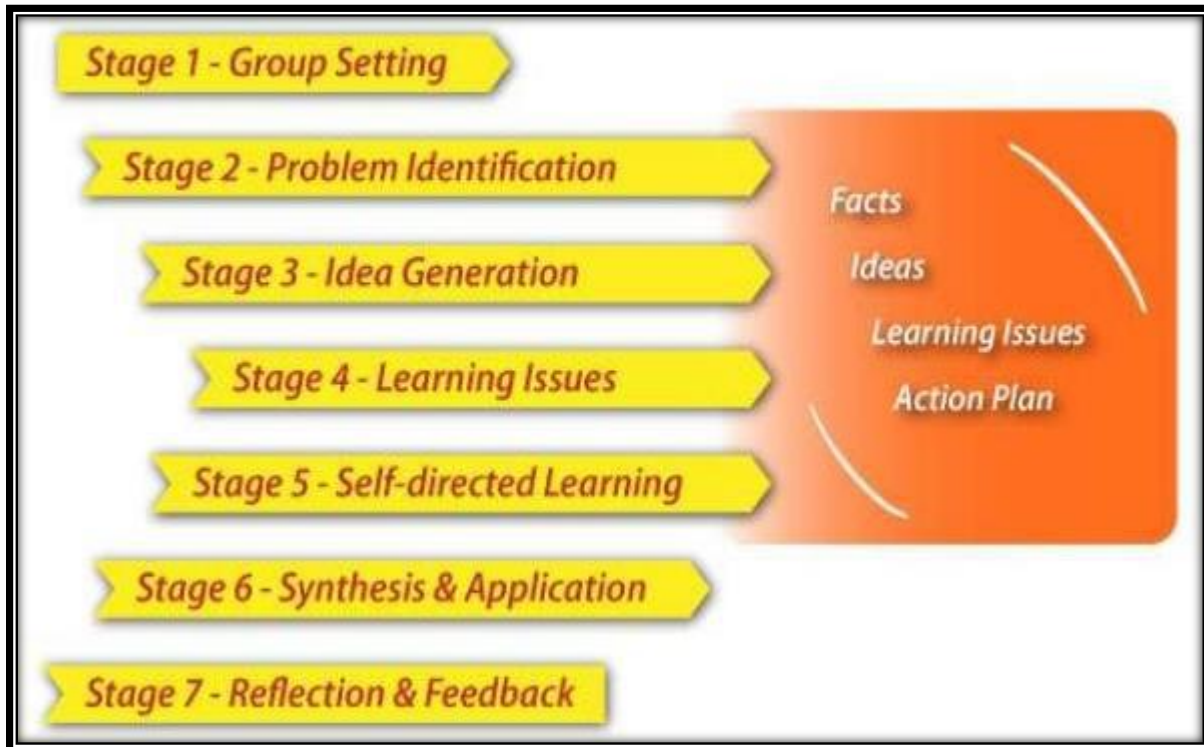 Stage 1 - Group Setting
Stage 2 - Problem Identification
Stage 3 - Idea Generation
Stage 4 - Learning Issues
Stage 5 - Self-directed Learning
Stage 6 - Synthesis & Application
Stage 7 - Reflection & Feedback
Facts
Ideas
Learning Issues
Action Plan